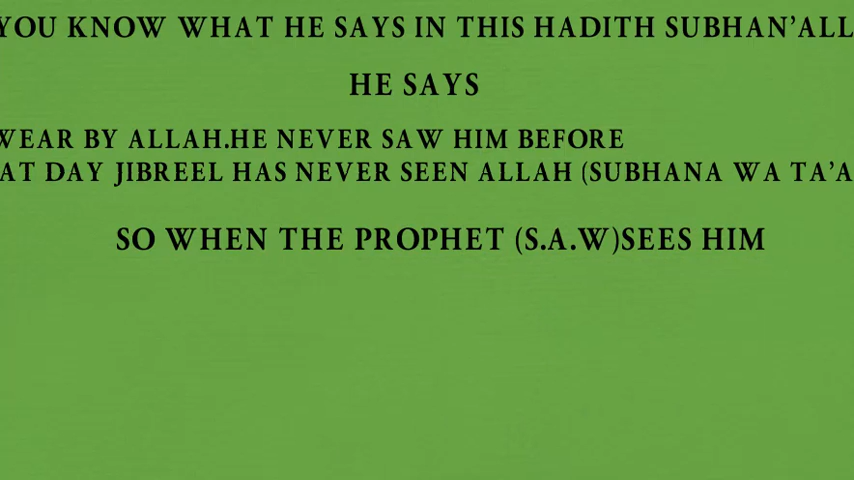 YOU KNOW WHAT HE SAYS IN THIS HADITH SUBHAN'ALL
HE SAYS
WEAR BY ALLAH.HE NEVER SAW HIM BEFORE
AT DAY JIBREEL HAS NEVER SEEN ALLAH (SUBHANA WA TA'A
SO WHEN THE PROPHET (S.A.W)SEES HIM